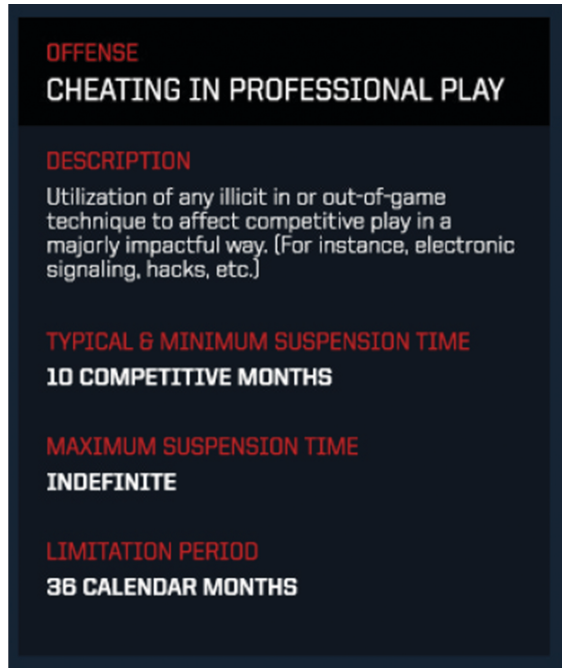 OFFENSE
CHEATING IN PROFESSIONAL PLAY
DESCRIPTION
Utilization of any illicit in or out-of-game
technique to affect competitive play in a
majorly impactful way. (For instance, electronic
signaling, hacks, etc.)
TYPICAL & MINIMUM SUSPENSION TIME
10 COMPETITIVE MONTHS
MAXIMUM SUSPENSION TIME
INDEFINITE
LIMITATION PERIOD
36 CALENDAR MONTHS